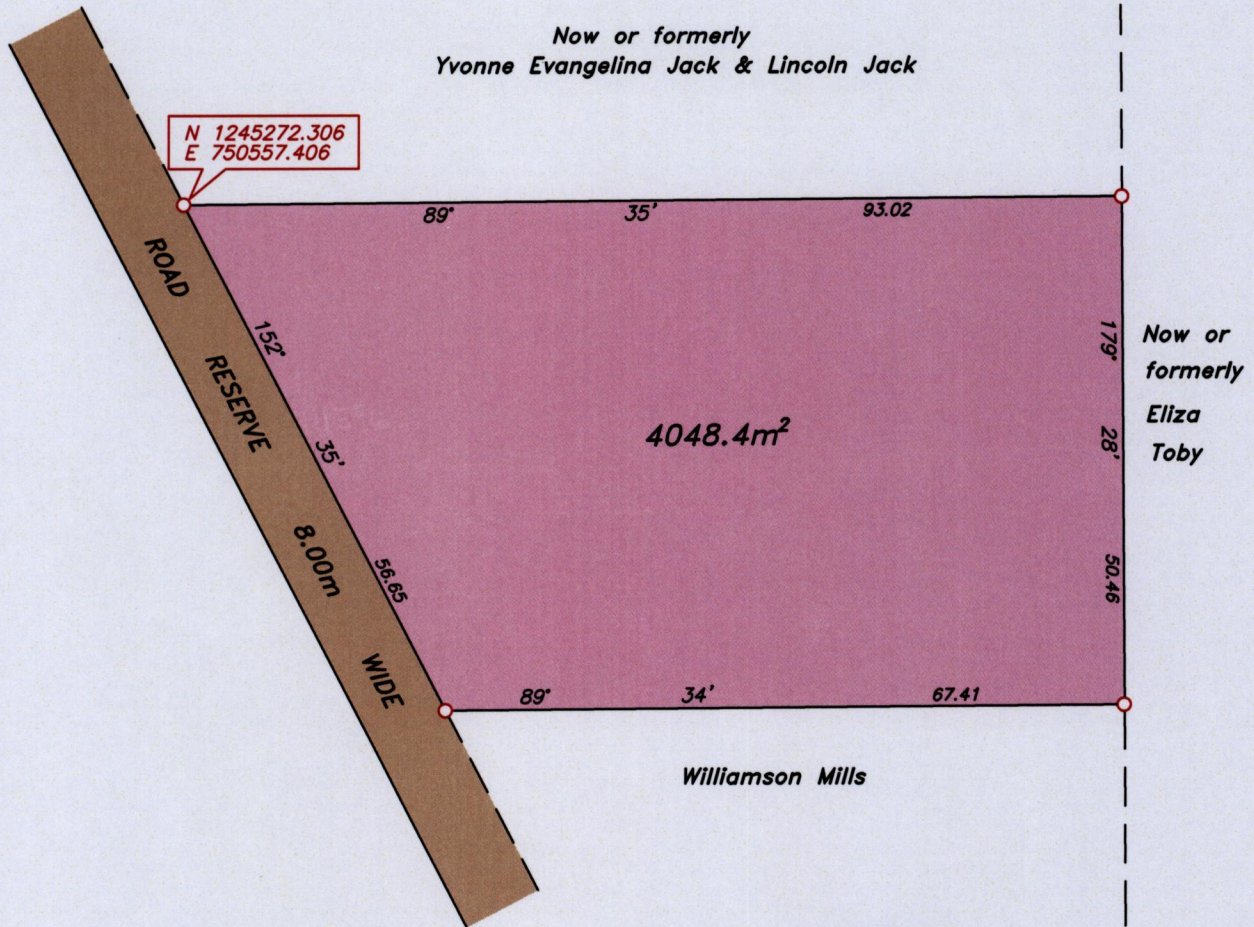 Now or formerly
Yvonne Evangelina Jack & Lincoln Jack
N 1245272.306
E 750557.406
89° 35' 93.02
ROAD RESERVE 8.00m WIDE
152° 35' 56.65
4048.4m²
179° 28' 50.46
Now or
formerly
Eliza
Toby
89° 34' 67.41
Williamson Mills